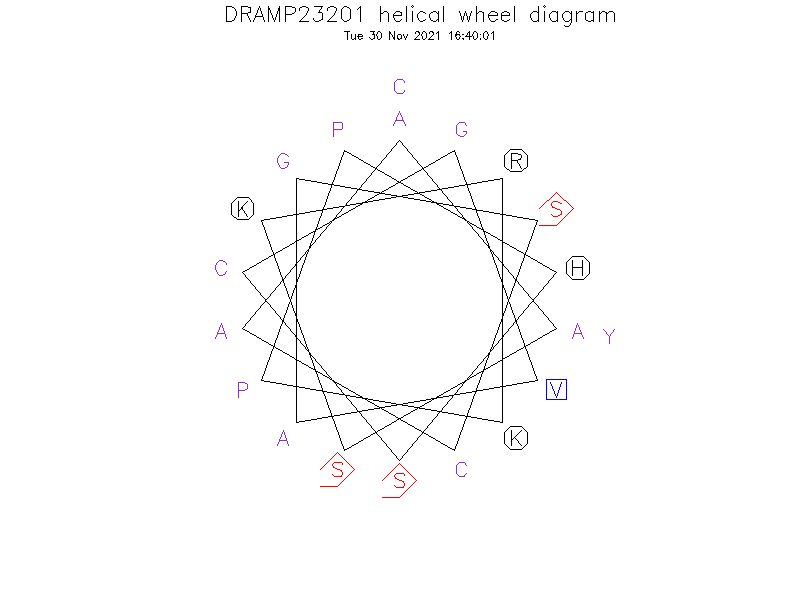 DRAMP23201 helical wheel diagram
Tue 30 Nov 2021 16:40:01
C
P A G
G R
K S
C H
A A Y
P V
A K
S S C